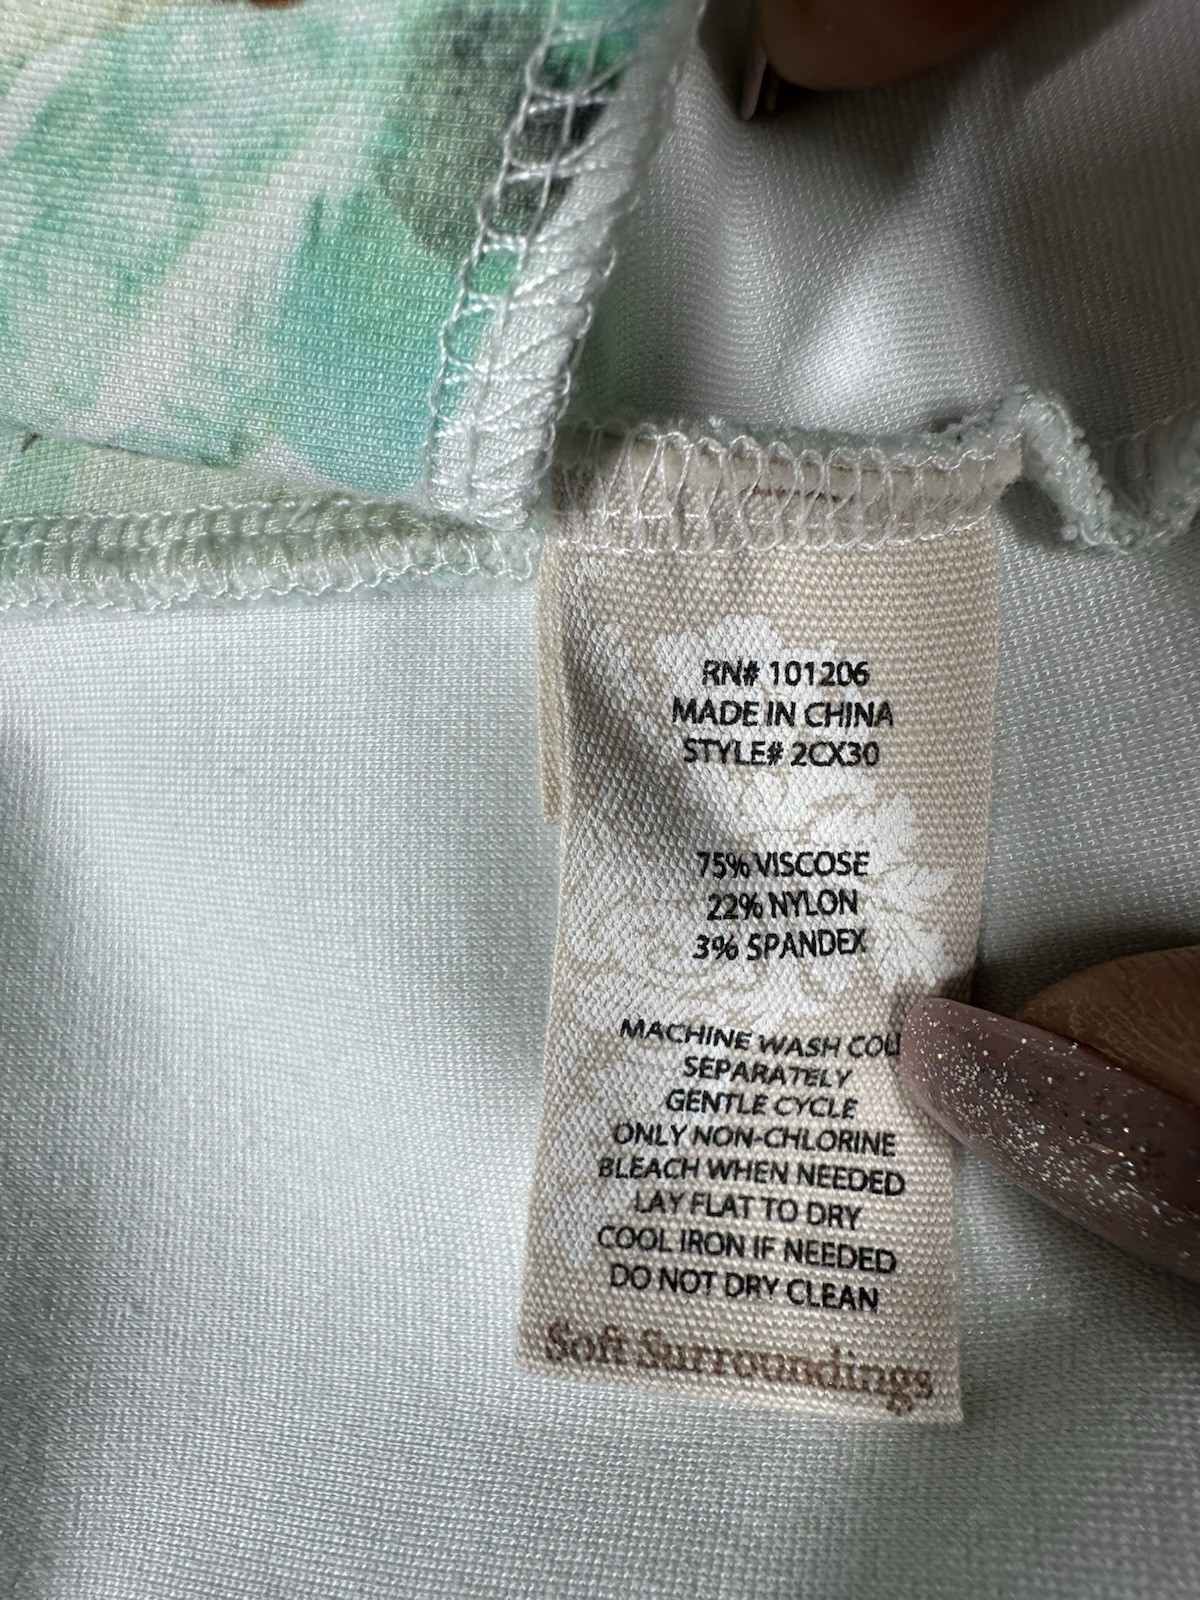 RN# 101206
MADE IN CHINA
STYLE# 2CX30
75% VISCOSE
22% NYLON
3% SPANDEX
MACHINE WASH
SEPARATELY
GENTLE CYCLE
ONLY NON-CHLORINE
BLEACH WHEN NEEDED
LAY FLAT TO DRY
COOL IRON IF NEEDED
DO NOT DRY CLEAN
Soft Surroundings